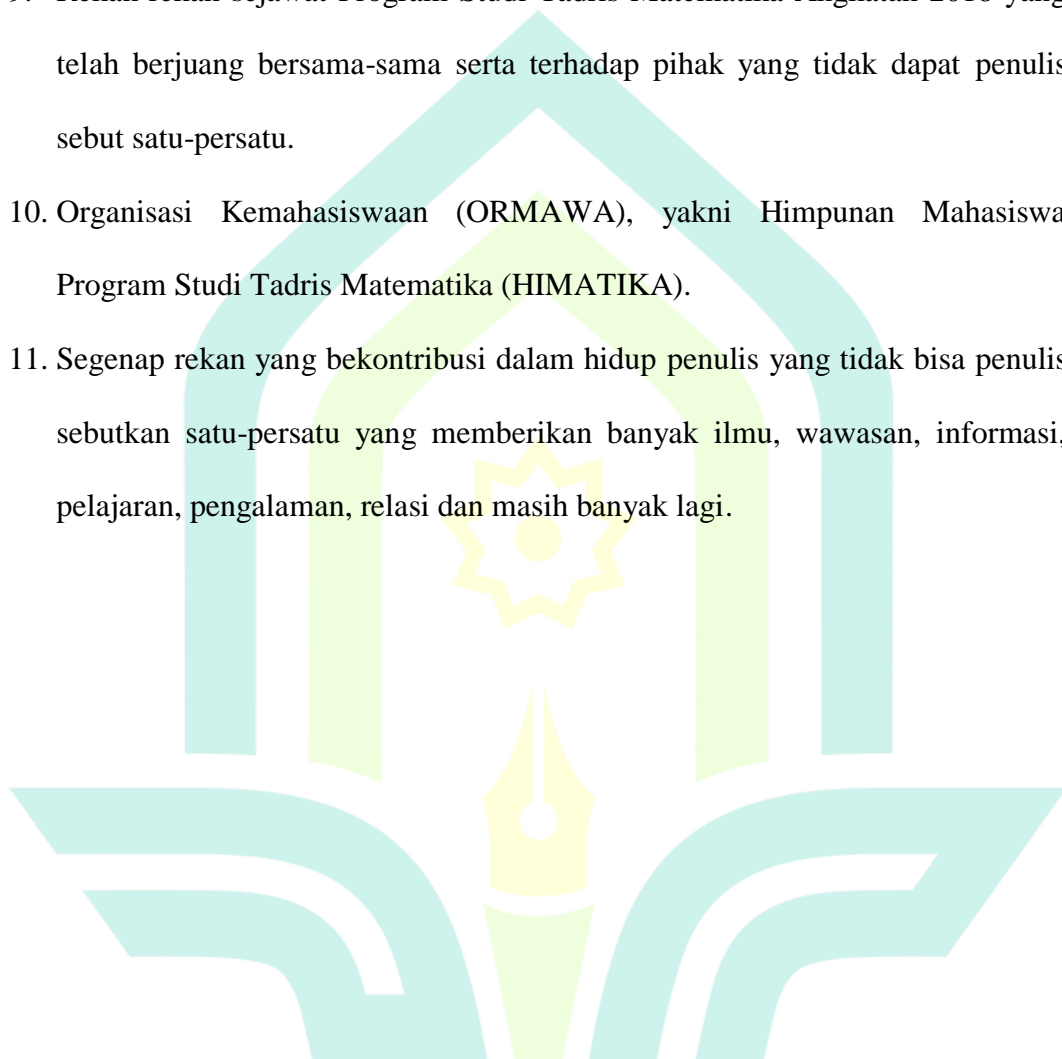 telah berjuang bersama-sama serta terhadap pihak yang tidak dapat penulis
sebut satu-persatu.
10. Organisasi Kemahasiswaan (ORMAWA), yakni Himpunan Mahasiswa
Program Studi Tadris Matematika (HIMATIKA).
11. Segenap rekan yang bekontribusi dalam hidup penulis yang tidak bisa penulis
sebutkan satu-persatu yang memberikan banyak ilmu, wawasan, informasi,
pelajaran, pengalaman, relasi dan masih banyak lagi.